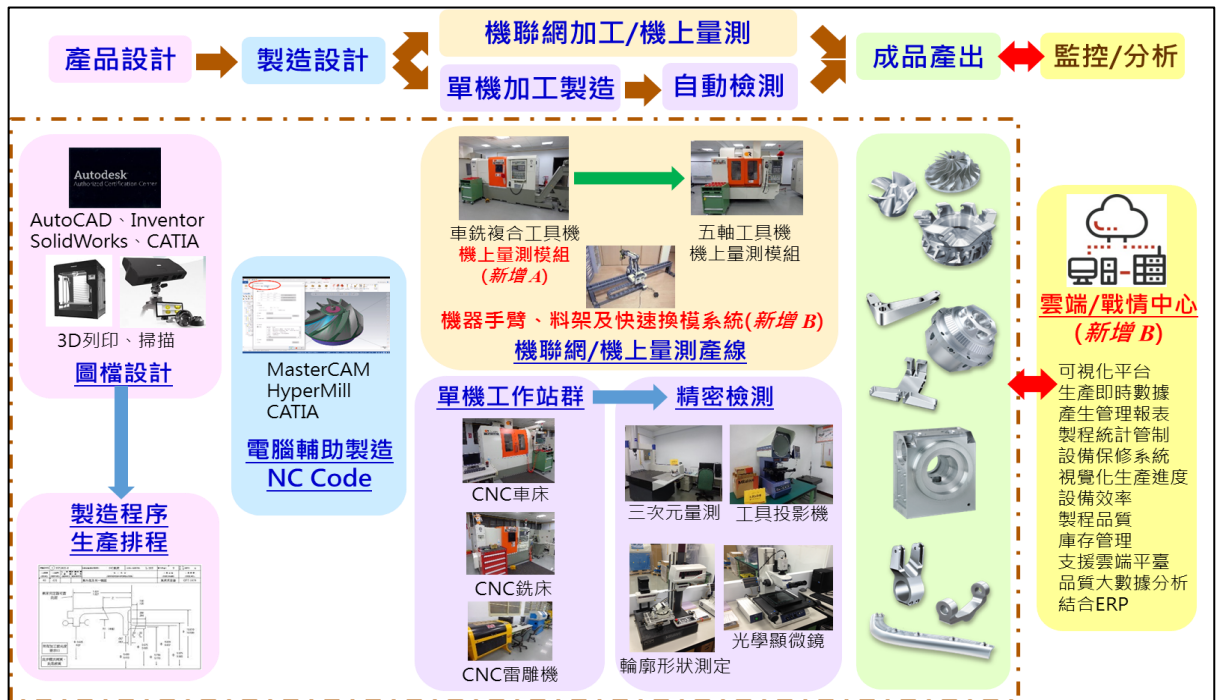 產品設計
製造設計
機聯網加工/機上量測
單機加工製造
自動檢測
成品產出
監控/分析
Autodesk
Authorized Certification Center
AutoCAD、Inventor
SolidWorks、CATIA
3D列印、掃描
圖檔設計
製造程序
生產排程
MasterCAM
HyperMill
CATIA
電腦輔助製造
NC Code
車銑複合工具機
機上量測模組
(新增 A)
五軸工具機
機上量測模組
機器手臂、料架及快速換模系統(新增 B)
機聯網/機上量測產線
單機工作站群
CNC車床
CNC銑床
CNC雷雕機
精密檢測
三次元量測
工具投影機
輪廓形狀測定
光學顯微鏡
雲端/戰情中心
(新增 B)
可視化平台
生產即時數據
產生管理報表
製程統計管制
設備保修系統
視覺化生產進度
設備效率
製程品質
庫存管理
支援雲端平臺
品質大數據分析
結合ERP